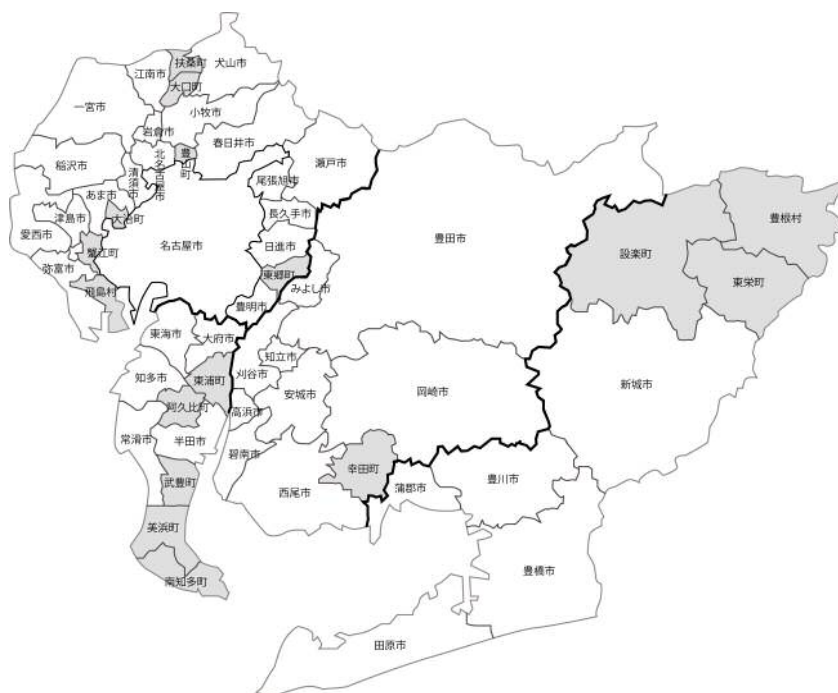 扶桑町
犬山市
江南市
大口町
一宮市
小牧市
岩倉市
春日井市
豊山町
北名古屋市
瀬戸市
稲沢市
清須市
尾張旭市
あま市
長久手市
津島市
大治町
愛西市
名古屋市
日進市
豊田市
蟹江町
弥富市
東郷町
みよし市
飛島村
豊明市
豊根村
設楽町
東栄町
東海市
大府市
知立市
知多市
東浦町
刈谷市
岡崎市
新城市
安城市
阿久比町
高浜市
常滑市
半田市
碧南市
幸田町
豊川市
武豊町
西尾市
蒲郡市
美浜町
豊橋市
南知多町
田原市